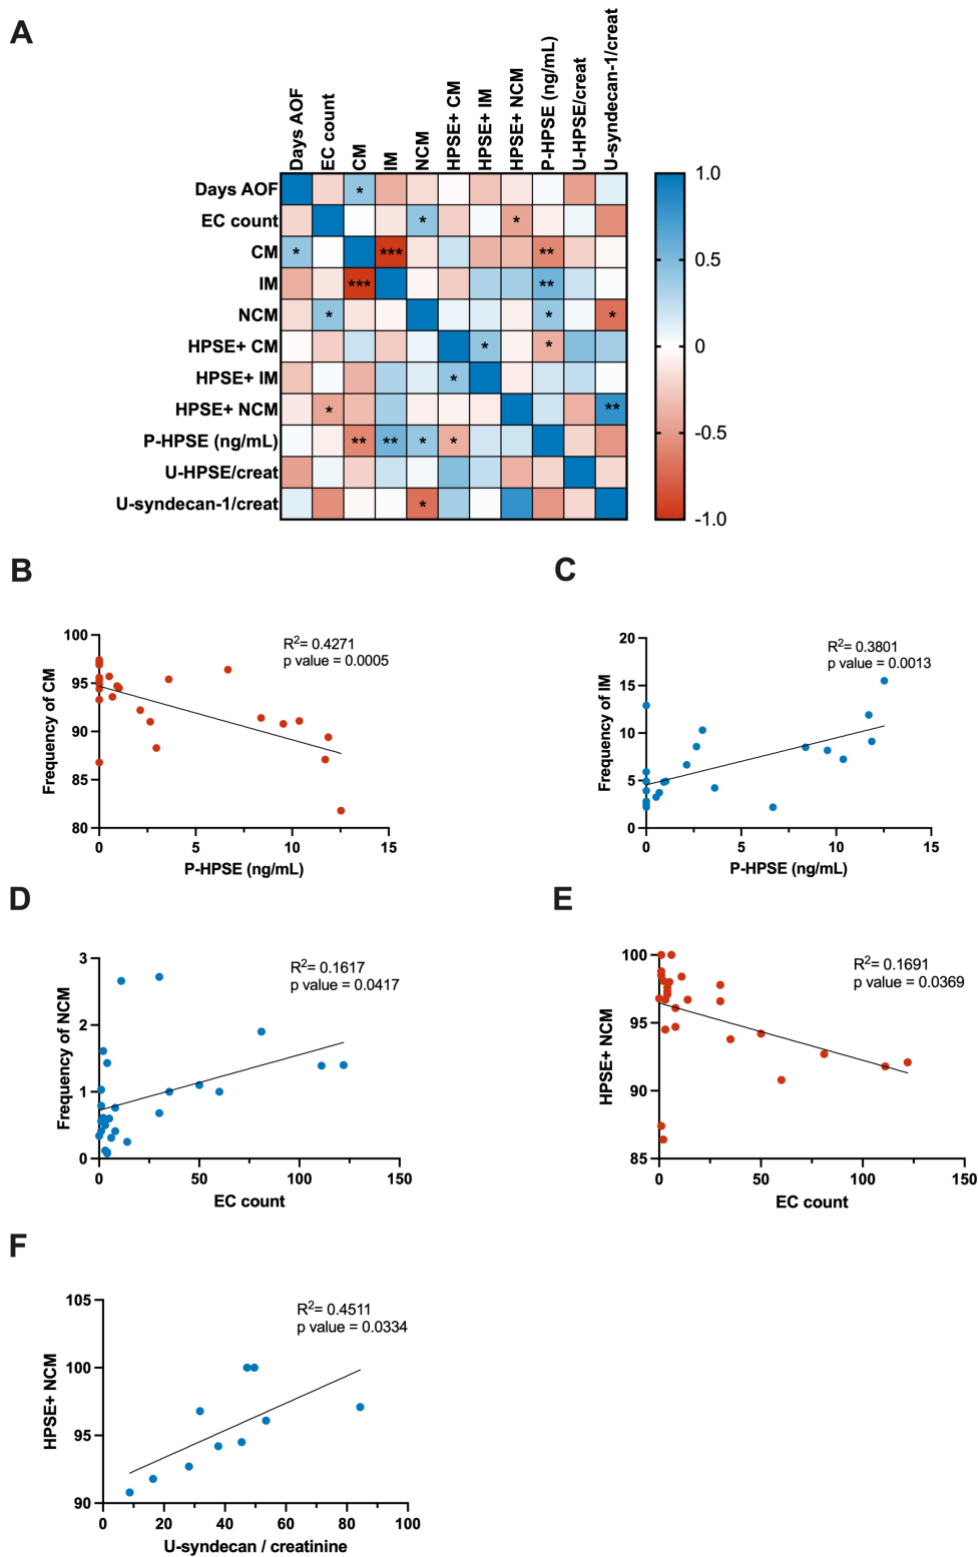 A
Days AOF
EC count
CM
IM
NCM
HPSE+ CM
HPSE+ IM
HPSE+ NCM
P-HPSE (ng/mL)
U-HPSE/creat
U-syndecan-1/creat
Days AOF *
EC count * *
CM * *** **
IM *** **
NCM * * *
HPSE+ CM * *
HPSE+ IM *
HPSE+ NCM * **
P-HPSE (ng/mL) ** ** * *
U-HPSE/creat
U-syndecan-1/creat *
1.0
0.5
0
-0.5
-1.0
B
R²= 0.4271
p value = 0.0005
Frequency of CM
100
95
90
85
80
0 5 10 15
P-HPSE (ng/mL)
C
R²= 0.3801
p value = 0.0013
Frequency of IM
20
15
10
5
0
0 5 10 15
P-HPSE (ng/mL)
D
R²= 0.1617
p value = 0.0417
Frequency of NCM
3
2
1
0
0 50 100 150
EC count
E
R²= 0.1691
p value = 0.0369
HPSE+ NCM
100
95
90
85
0 50 100 150
EC count
F
R²= 0.4511
p value = 0.0334
HPSE+ NCM
105
100
95
90
0 20 40 60 80 100
U-syndecan / creatinine